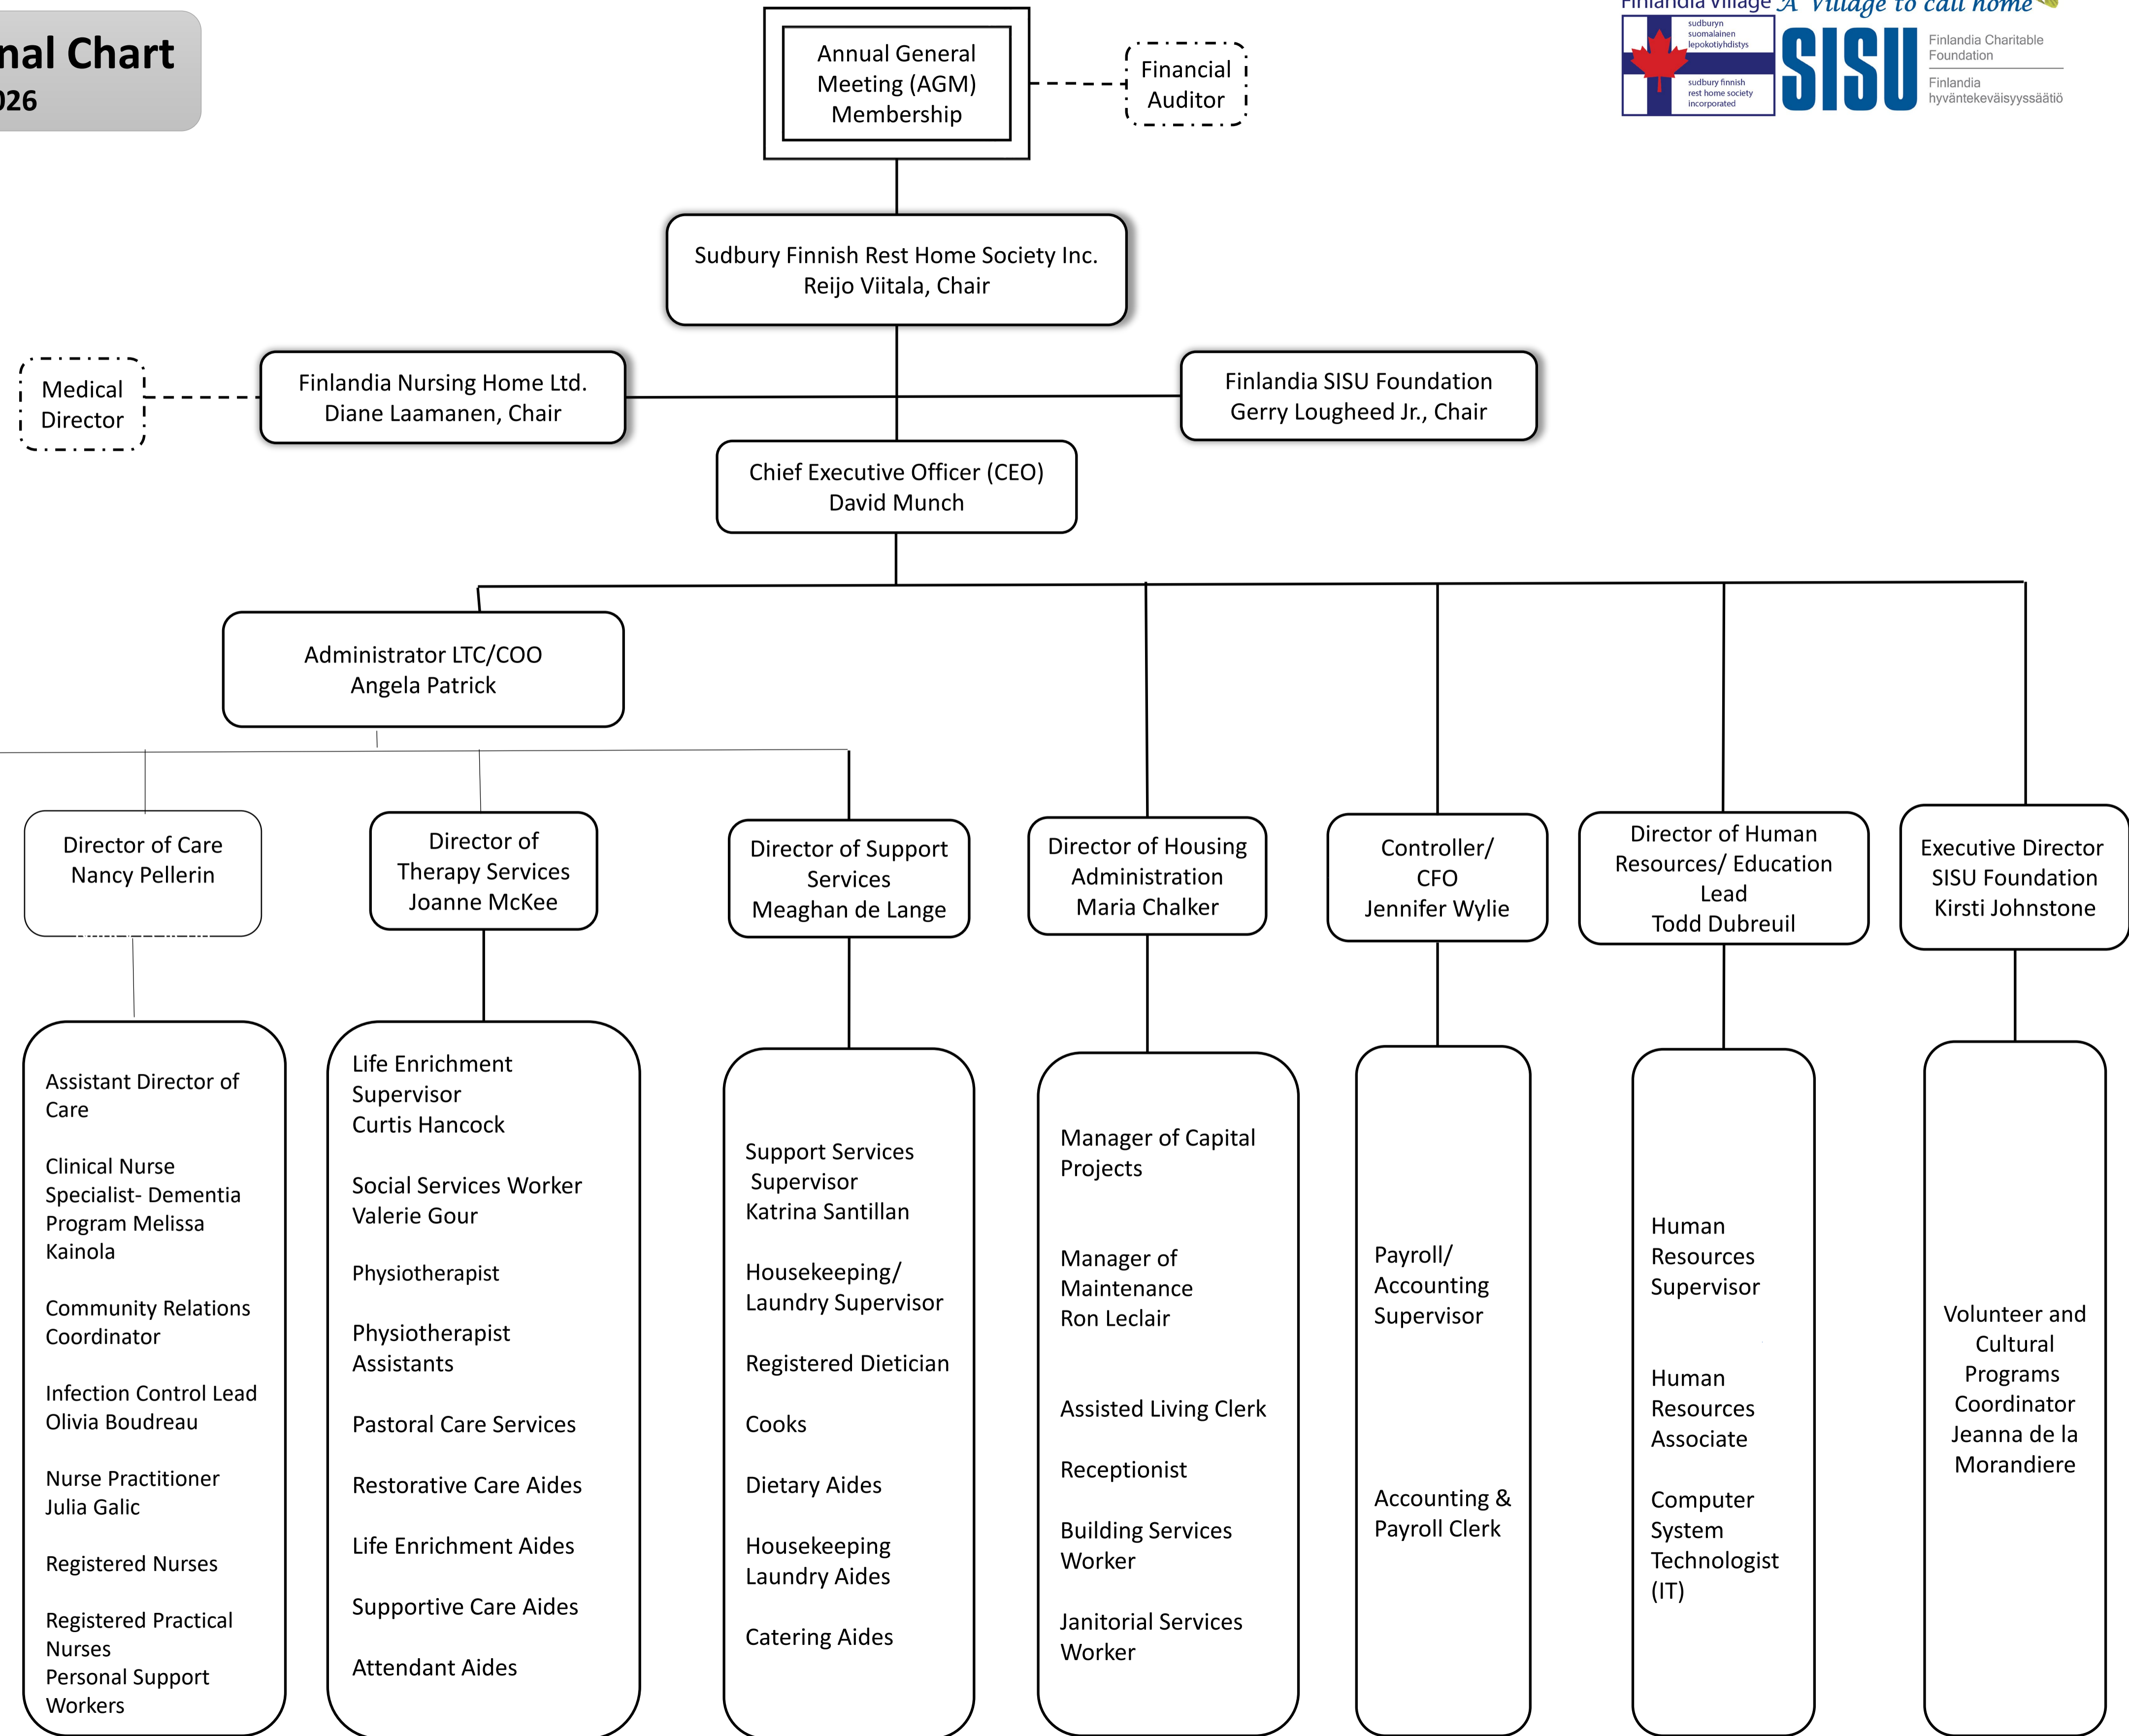 nal Chart
026
Annual General
Meeting (AGM)
Membership
Financial
Auditor
Finlandia Village A Village to call home
sudburyn
suomalainen
lepokotiyhdistys
sudbury finnish
rest home society
incorporated
SISU
Finlandia Charitable
Foundation
Finlandia
hyväntekeväisyyssäätiö
Sudbury Finnish Rest Home Society Inc.
Reijo Viitala, Chair
Medical
Director
Finlandia Nursing Home Ltd.
Diane Laamanen, Chair
Finlandia SISU Foundation
Gerry Lougheed Jr., Chair
Chief Executive Officer (CEO)
David Munch
Administrator LTC/COO
Angela Patrick
Director of Care
Nancy Pellerin
Director of
Therapy Services
Joanne McKee
Director of Support
Services
Meaghan de Lange
Director of Housing
Administration
Maria Chalker
Controller/
CFO
Jennifer Wylie
Director of Human
Resources/ Education
Lead
Todd Dubreuil
Executive Director
SISU Foundation
Kirsti Johnstone
Assistant Director of
Care
Clinical Nurse
Specialist- Dementia
Program Melissa
Kainola
Community Relations
Coordinator
Infection Control Lead
Olivia Boudreau
Nurse Practitioner
Julia Galic
Registered Nurses
Registered Practical
Nurses
Personal Support
Workers
Life Enrichment
Supervisor
Curtis Hancock
Social Services Worker
Valerie Gour
Physiotherapist
Physiotherapist
Assistants
Pastoral Care Services
Restorative Care Aides
Life Enrichment Aides
Supportive Care Aides
Attendant Aides
Support Services
Supervisor
Katrina Santillan
Housekeeping/
Laundry Supervisor
Registered Dietician
Cooks
Dietary Aides
Housekeeping
Laundry Aides
Catering Aides
Manager of Capital
Projects
Manager of
Maintenance
Ron Leclair
Assisted Living Clerk
Receptionist
Building Services
Worker
Janitorial Services
Worker
Payroll/
Accounting
Supervisor
Accounting &
Payroll Clerk
Human
Resources
Supervisor
Human
Resources
Associate
Computer
System
Technologist
(IT)
Volunteer and
Cultural
Programs
Coordinator
Jeanna de la
Morandiere